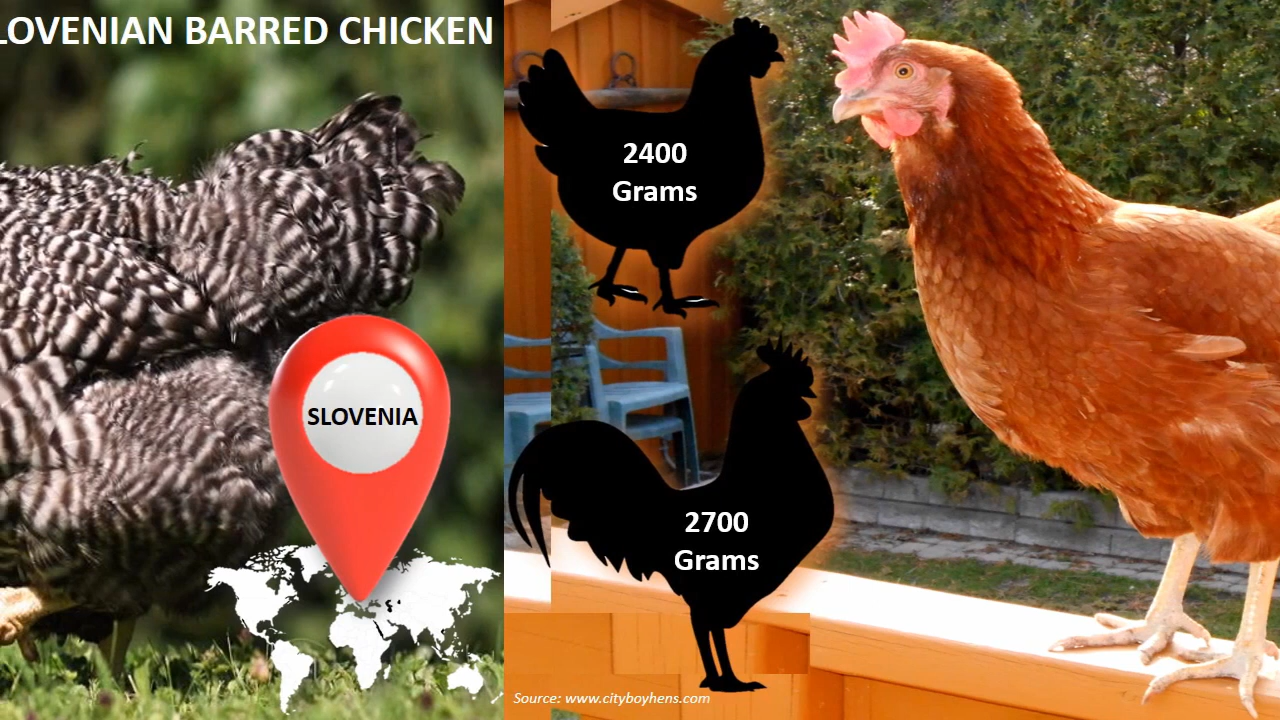 LOVENIAN BARRED CHICKEN
SLOVENIA
2400
Grams
2700
Grams
Source: www.cityboyhens.com